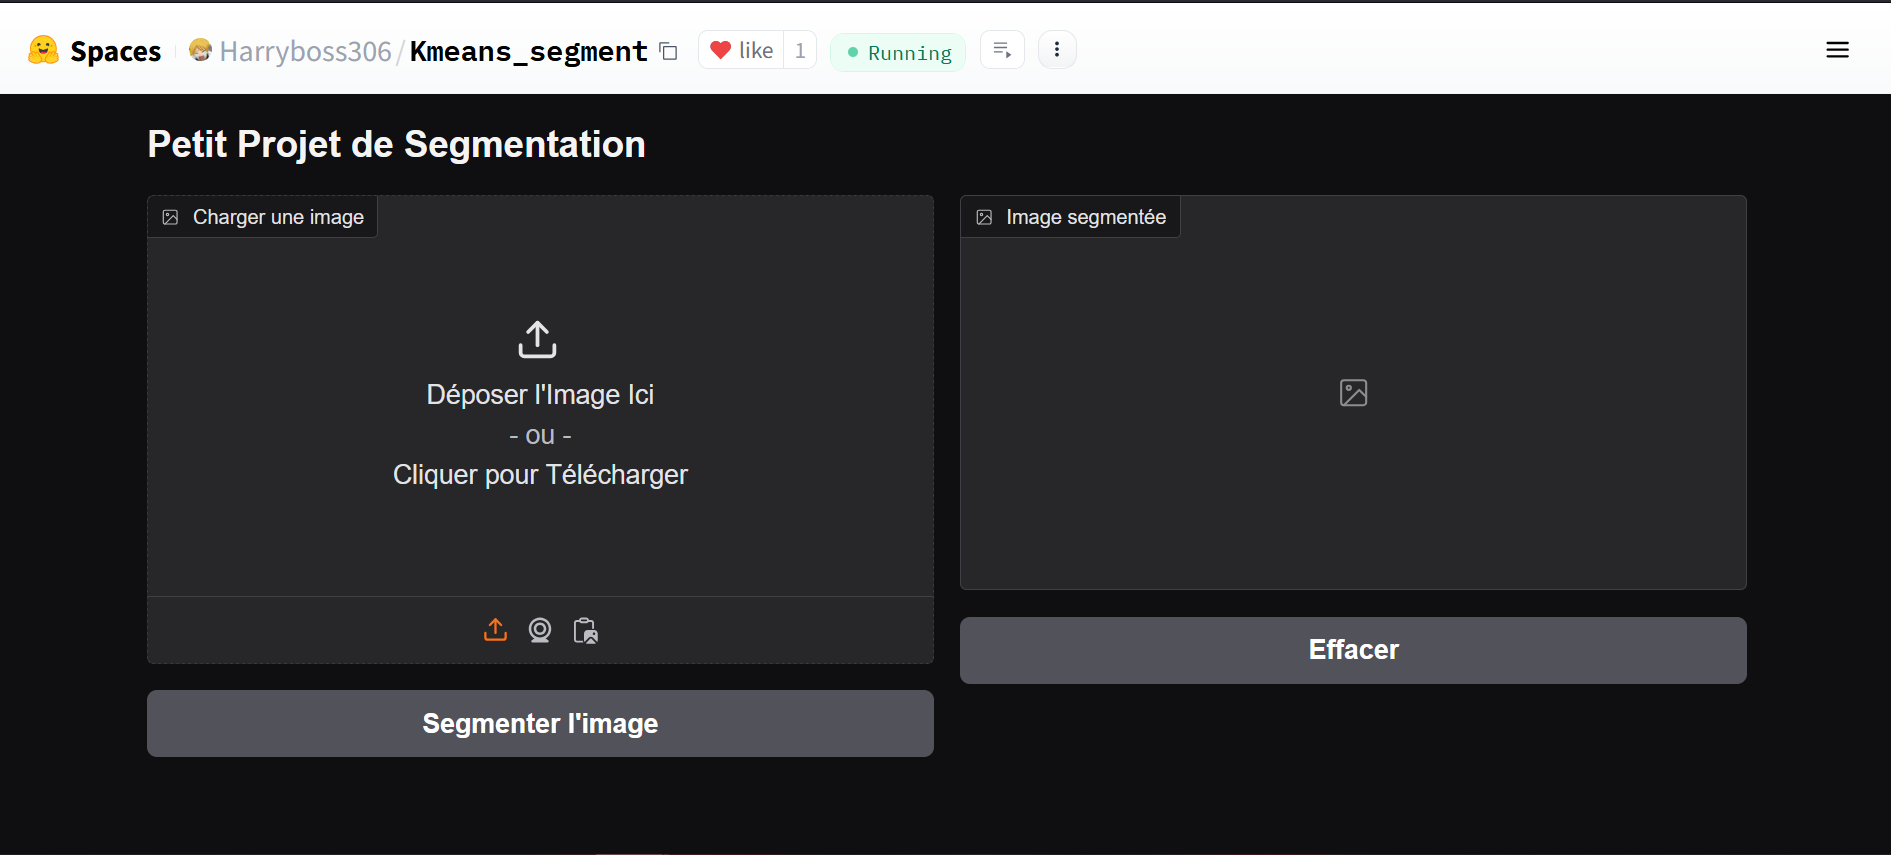 Spaces Harryboss306/Kmeans_segment like 1 Running
Petit Projet de Segmentation
Charger une image
Déposer l'Image Ici
- ou -
Cliquer pour Télécharger
Segmenter l'image
Image segmentée
Effacer